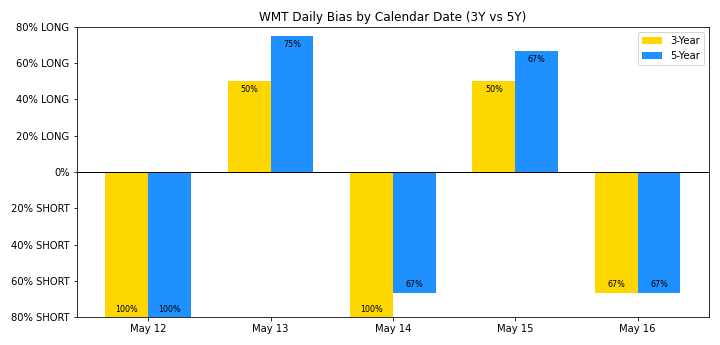 WMT Daily Bias by Calendar Date (3Y vs 5Y)
80% LONG
60% LONG
40% LONG
20% LONG
0%
20% SHORT
40% SHORT
60% SHORT
80% SHORT
3-Year
5-Year
100%
100%
50%
75%
100%
67%
50%
67%
67%
67%
May 12
May 13
May 14
May 15
May 16